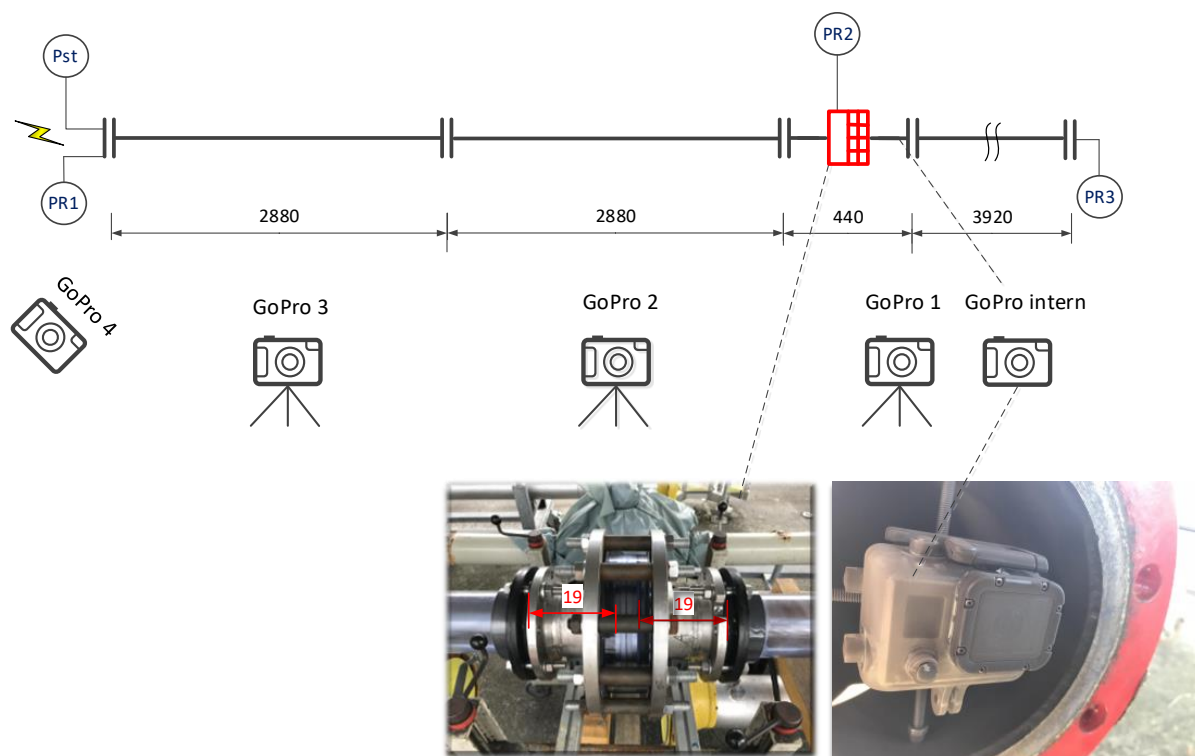 Pst
PR2
PR1
PR3
2880
2880
440
3920
GoPro 4
GoPro 3
GoPro 2
GoPro 1
GoPro intern
19
19